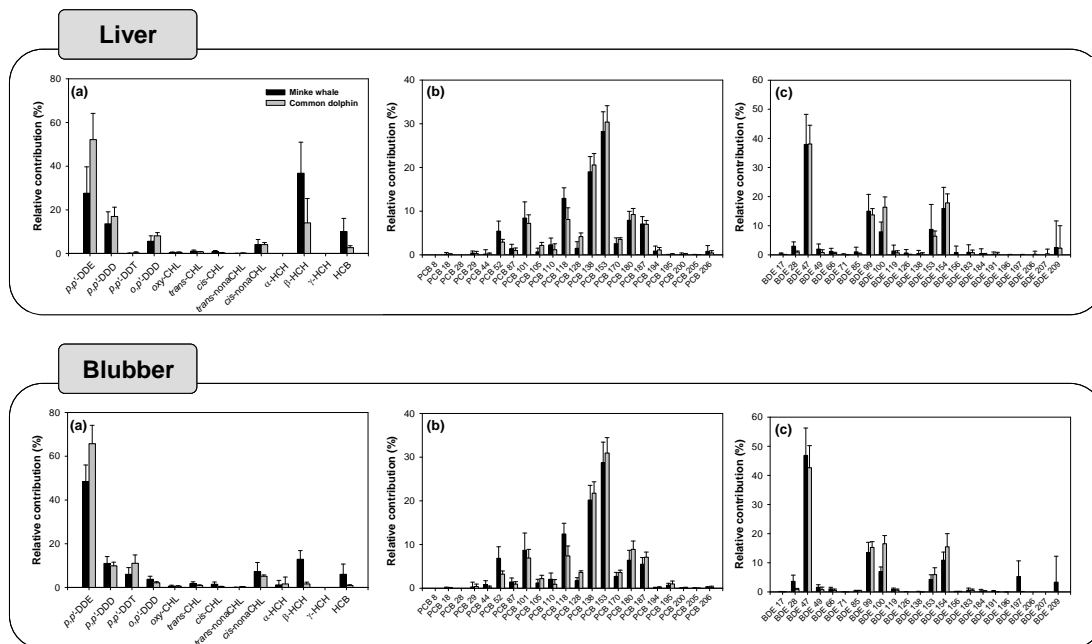 Liver
(a)
Minke whale
Common dolphin
Relative contribution (%)
80
60
40
20
0
p,p'-DDE
p,p'-DDD
p,p'-DDT
o,p'-DDD
oxy-CHL
trans-CHL
cis-CHL
trans-nonaCHL
cis-nonaCHL
α-HCH
β-HCH
γ-HCH
HCB
(b)
Relative contribution (%)
40
30
20
10
0
PCB 8
PCB 18
PCB 28
PCB 29
PCB 44
PCB 52
PCB 87
PCB 101
PCB 105
PCB 110
PCB 118
PCB 128
PCB 138
PCB 153
PCB 170
PCB 180
PCB 187
PCB 194
PCB 195
PCB 200
PCB 205
PCB 206
(c)
Relative contribution (%)
60
50
40
30
20
10
0
BDE 17
BDE 28
BDE 47
BDE 49
BDE 66
BDE 71
BDE 85
BDE 99
BDE 100
BDE 119
BDE 126
BDE 138
BDE 153
BDE 154
BDE 156
BDE 183
BDE 184
BDE 191
BDE 196
BDE 197
BDE 206
BDE 207
BDE 209
Blubber
(a)
Relative contribution (%)
80
60
40
20
0
p,p'-DDE
p,p'-DDD
p,p'-DDT
o,p'-DDD
oxy-CHL
trans-CHL
cis-CHL
trans-nonaCHL
cis-nonaCHL
α-HCH
β-HCH
γ-HCH
HCB
(b)
Relative contribution (%)
40
30
20
10
0
PCB 8
PCB 18
PCB 28
PCB 29
PCB 44
PCB 52
PCB 87
PCB 101
PCB 105
PCB 110
PCB 118
PCB 128
PCB 138
PCB 153
PCB 170
PCB 180
PCB 187
PCB 194
PCB 195
PCB 200
PCB 205
PCB 206
(c)
Relative contribution (%)
60
50
40
30
20
10
0
BDE 17
BDE 28
BDE 47
BDE 49
BDE 66
BDE 71
BDE 85
BDE 99
BDE 100
BDE 119
BDE 126
BDE 138
BDE 153
BDE 154
BDE 156
BDE 183
BDE 184
BDE 191
BDE 196
BDE 197
BDE 206
BDE 207
BDE 209